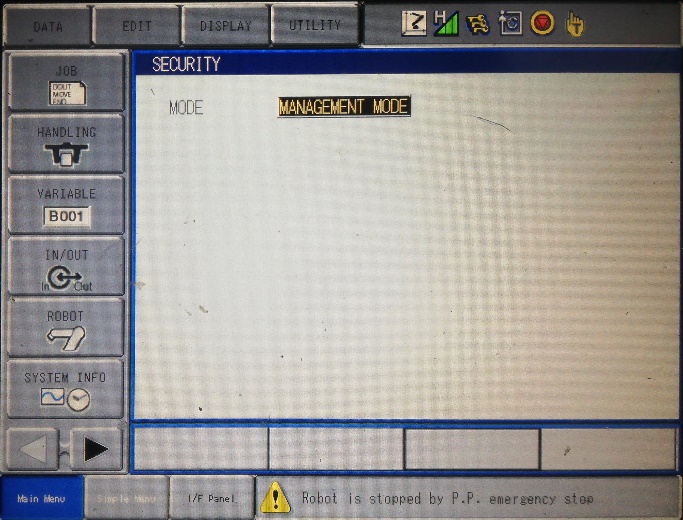 DATA
EDIT
DISPLAY
UTILITY
H
SECURITY
MODE
MANAGEMENT MODE
JOB
DOUT
MOVE
END
HANDLING
VARIABLE
B001
IN/OUT
In
Out
ROBOT
SYSTEM INFO
Main Menu
Simple Menu
I/F Panel
Robot is stopped by P.P. emergency stop